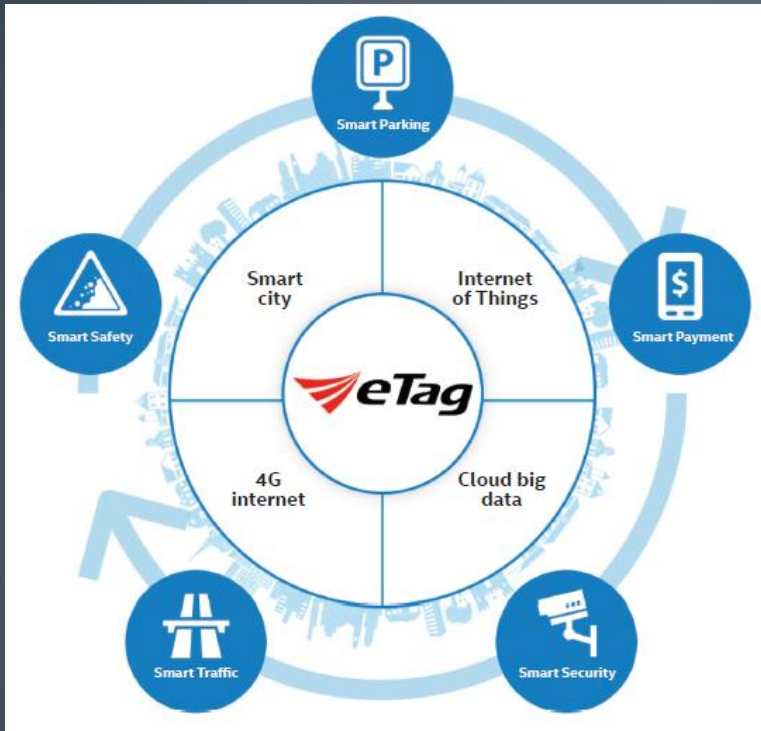 P
Smart Parking
Smart
city
Internet
of Things
$
Smart Safety
Smart Payment
eTag
4G
internet
Cloud big
data
Smart Traffic
Smart Security